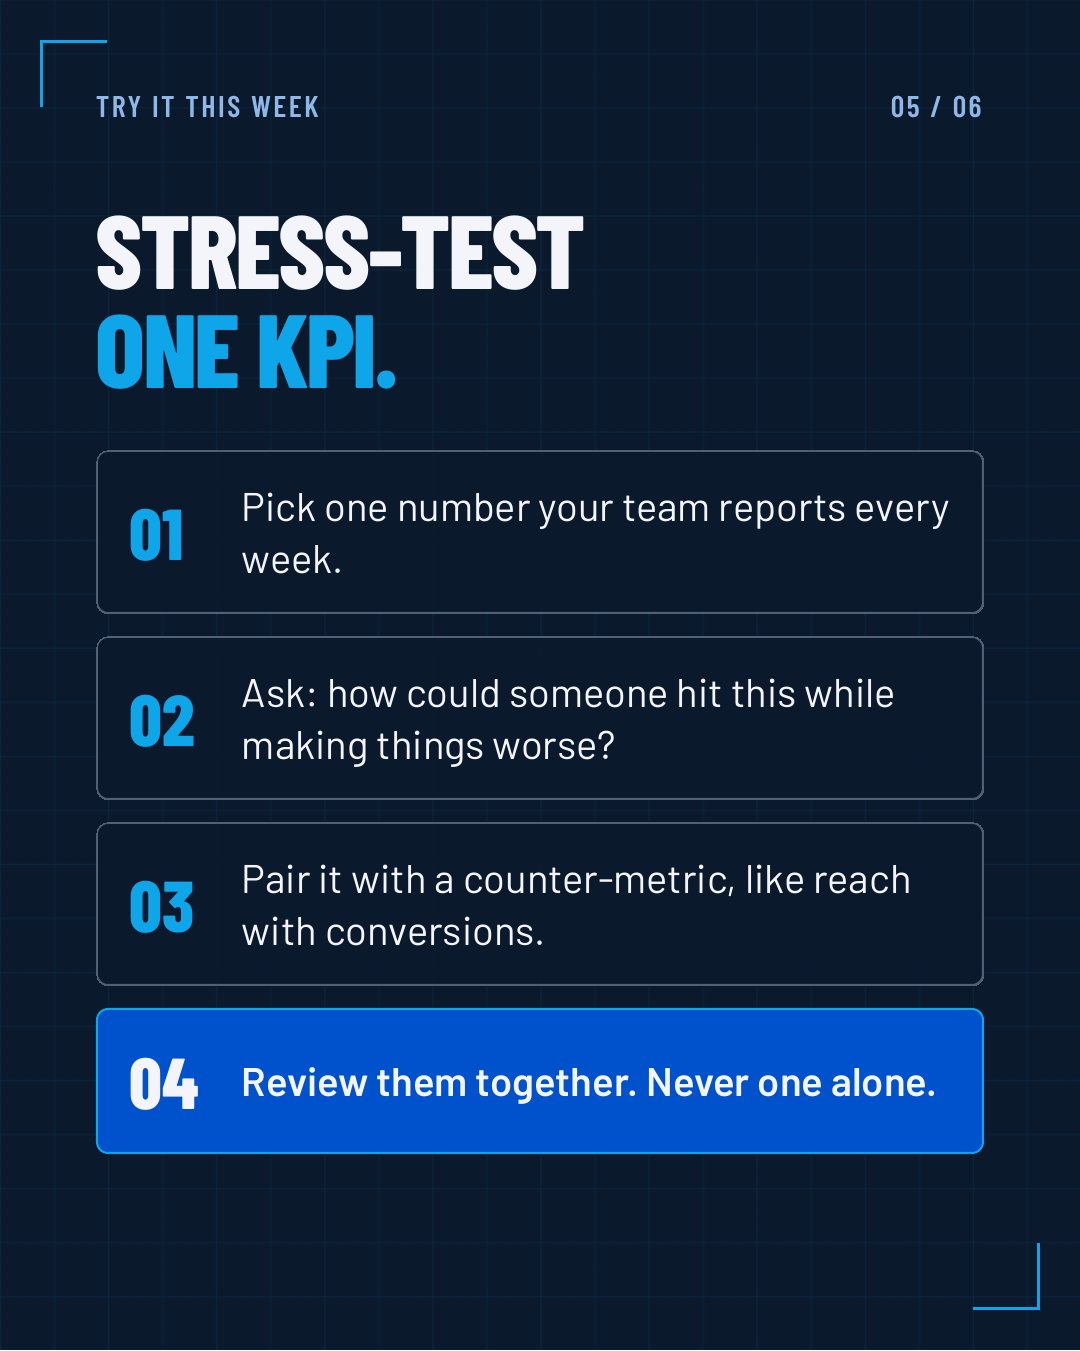 TRY IT THIS WEEK
05 / 06
STRESS-TEST
ONE KPI.
01
Pick one number your team reports every
week.
02
Ask: how could someone hit this while
making things worse?
03
Pair it with a counter-metric, like reach
with conversions.
04
Review them together. Never one alone.